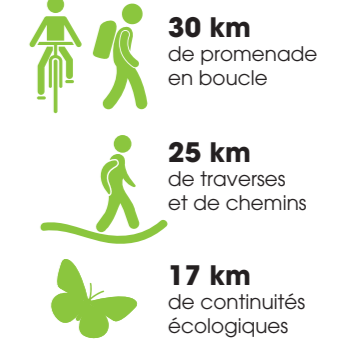 30 km
de promenade
en boucle
25 km
de traverses
et de chemins
17 km
de continuités
écologiques